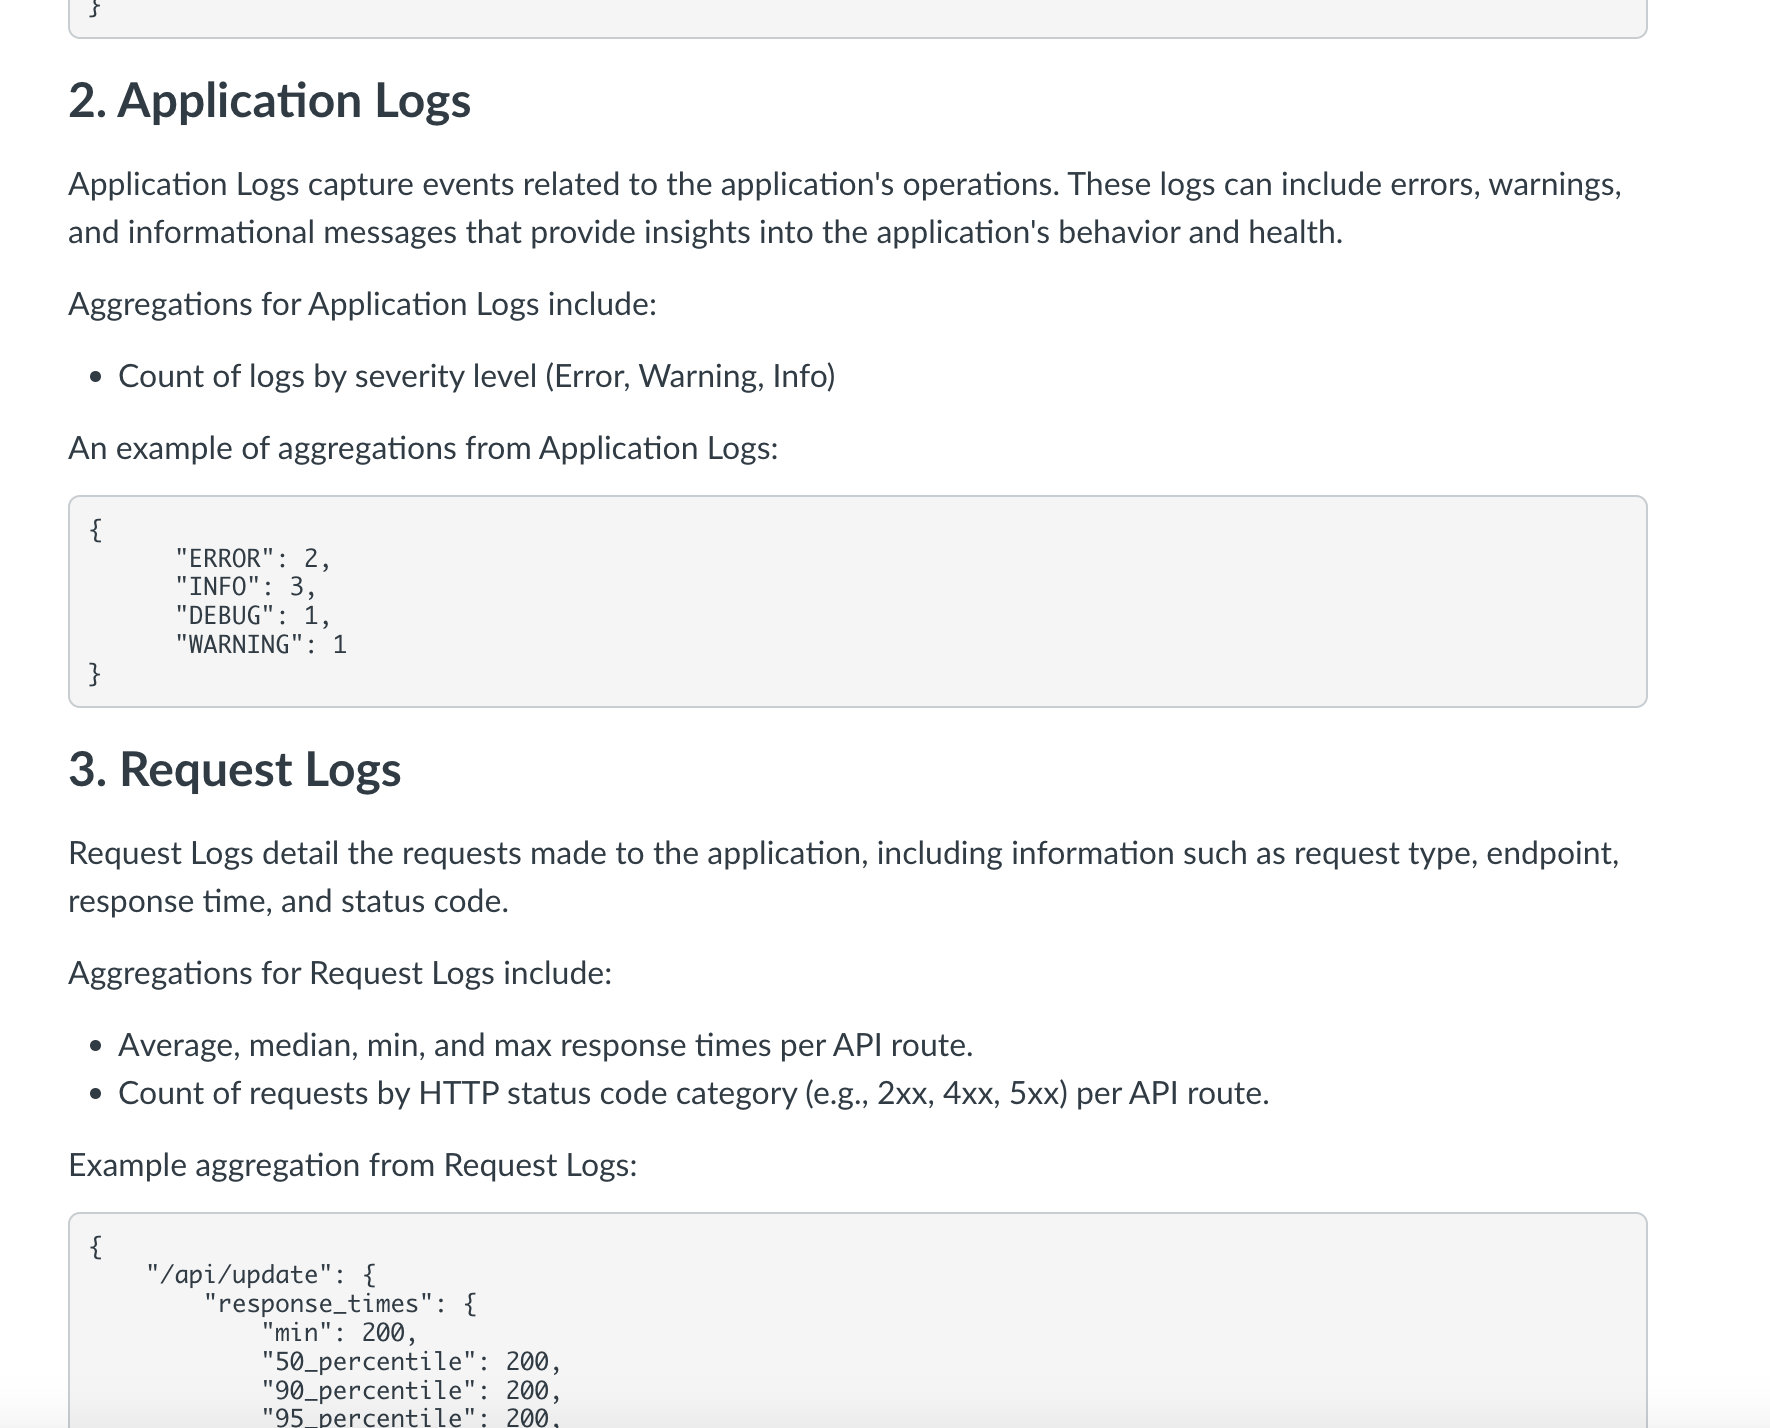 }
2. Application Logs
Application Logs capture events related to the application's operations. These logs can include errors, warnings,
and informational messages that provide insights into the application's behavior and health.
Aggregations for Application Logs include:
• Count of logs by severity level (Error, Warning, Info)
An example of aggregations from Application Logs:
{
      "ERROR": 2,
      "INFO": 3,
      "DEBUG": 1,
      "WARNING": 1
}
3. Request Logs
Request Logs detail the requests made to the application, including information such as request type, endpoint,
response time, and status code.
Aggregations for Request Logs include:
• Average, median, min, and max response times per API route.
• Count of requests by HTTP status code category (e.g., 2xx, 4xx, 5xx) per API route.
Example aggregation from Request Logs:
{
    "/api/update": {
        "response_times": {
            "min": 200,
            "50_percentile": 200,
            "90_percentile": 200,
            "95_percentile": 200,